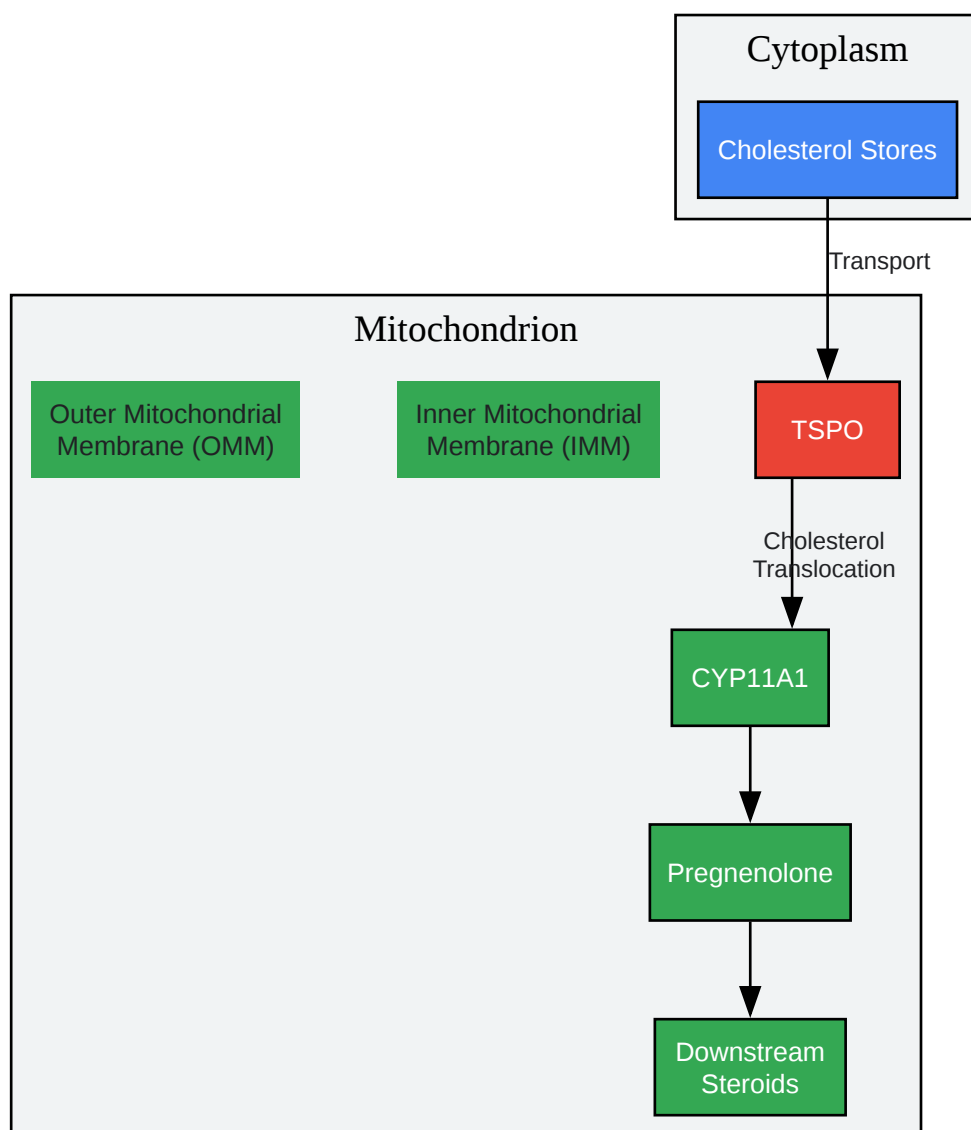 Cytoplasm
Cholesterol Stores
Transport
Mitochondrion
Outer Mitochondrial
Membrane (OMM)
Inner Mitochondrial
Membrane (IMM)
TSPO
Cholesterol
Translocation
CYP11A1
Pregnenolone
Downstream
Steroids